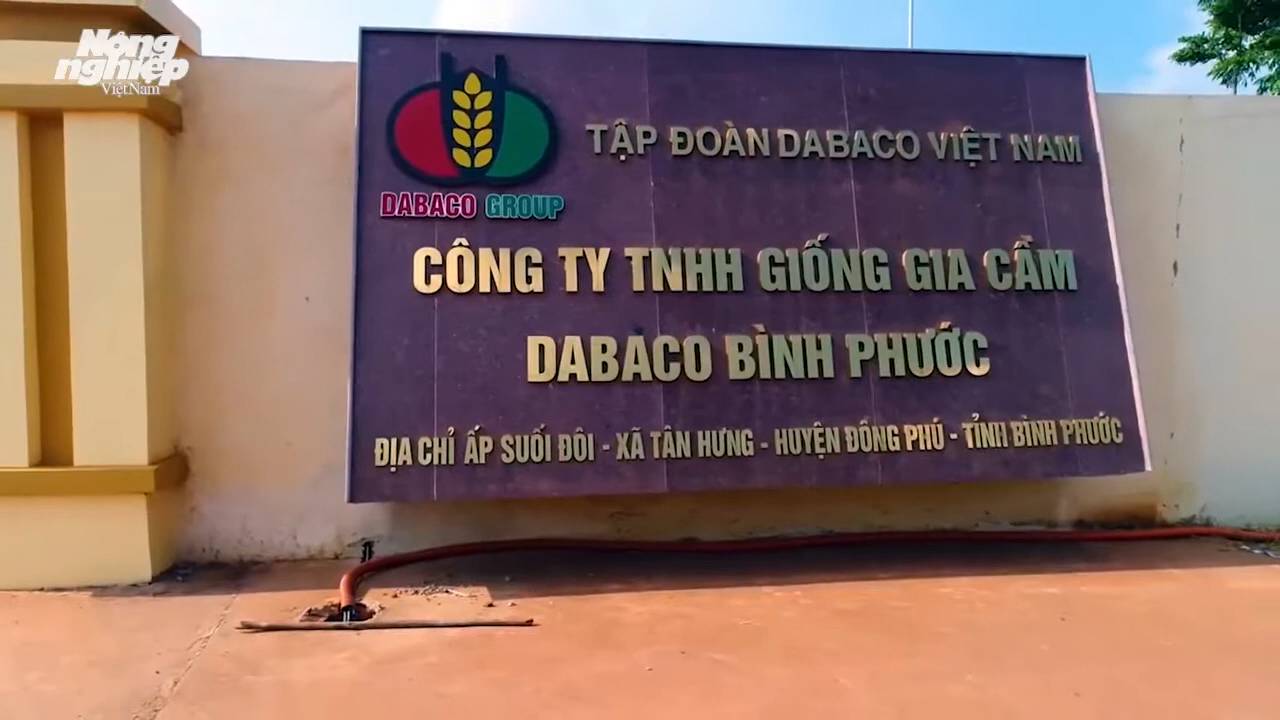 Nông
nghiệp
Việt Nam
TẬP ĐOÀN DABACO VIỆT NAM
DABACO GROUP
CÔNG TY TNHH GIỐNG GIA CẦM
DABACO BÌNH PHƯỚC
ĐỊA CHỈ ẤP SUỐI ĐÔI - XÃ TÂN HƯNG - HUYỆN ĐỒNG PHÚ - TỈNH BÌNH PHƯỚC